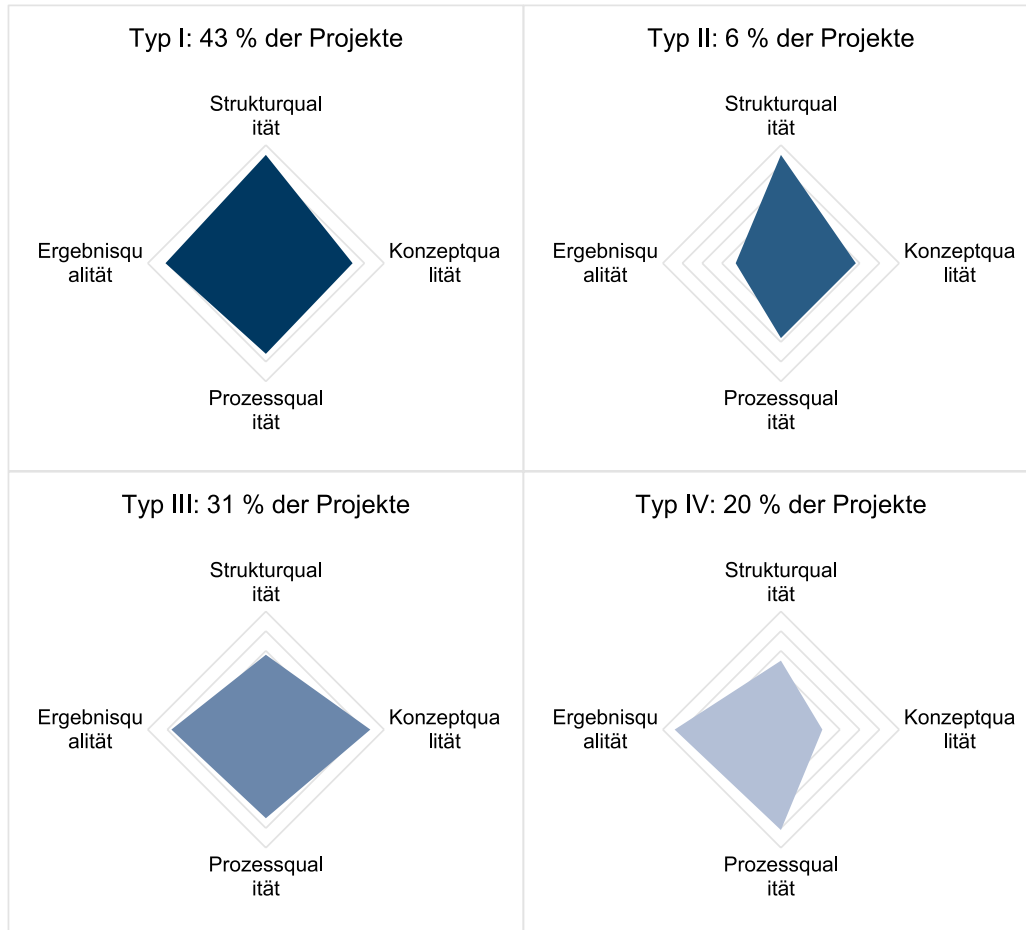 Typ I: 43 % der Projekte
Strukturqual
ität
Ergebnisqu
alität
Konzeptqua
lität
Prozessqual
ität
Typ II: 6 % der Projekte
Strukturqual
ität
Ergebnisqu
alität
Konzeptqua
lität
Prozessqual
ität
Typ III: 31 % der Projekte
Strukturqual
ität
Ergebnisqu
alität
Konzeptqua
lität
Prozessqual
ität
Typ IV: 20 % der Projekte
Strukturqual
ität
Ergebnisqu
alität
Konzeptqua
lität
Prozessqual
ität